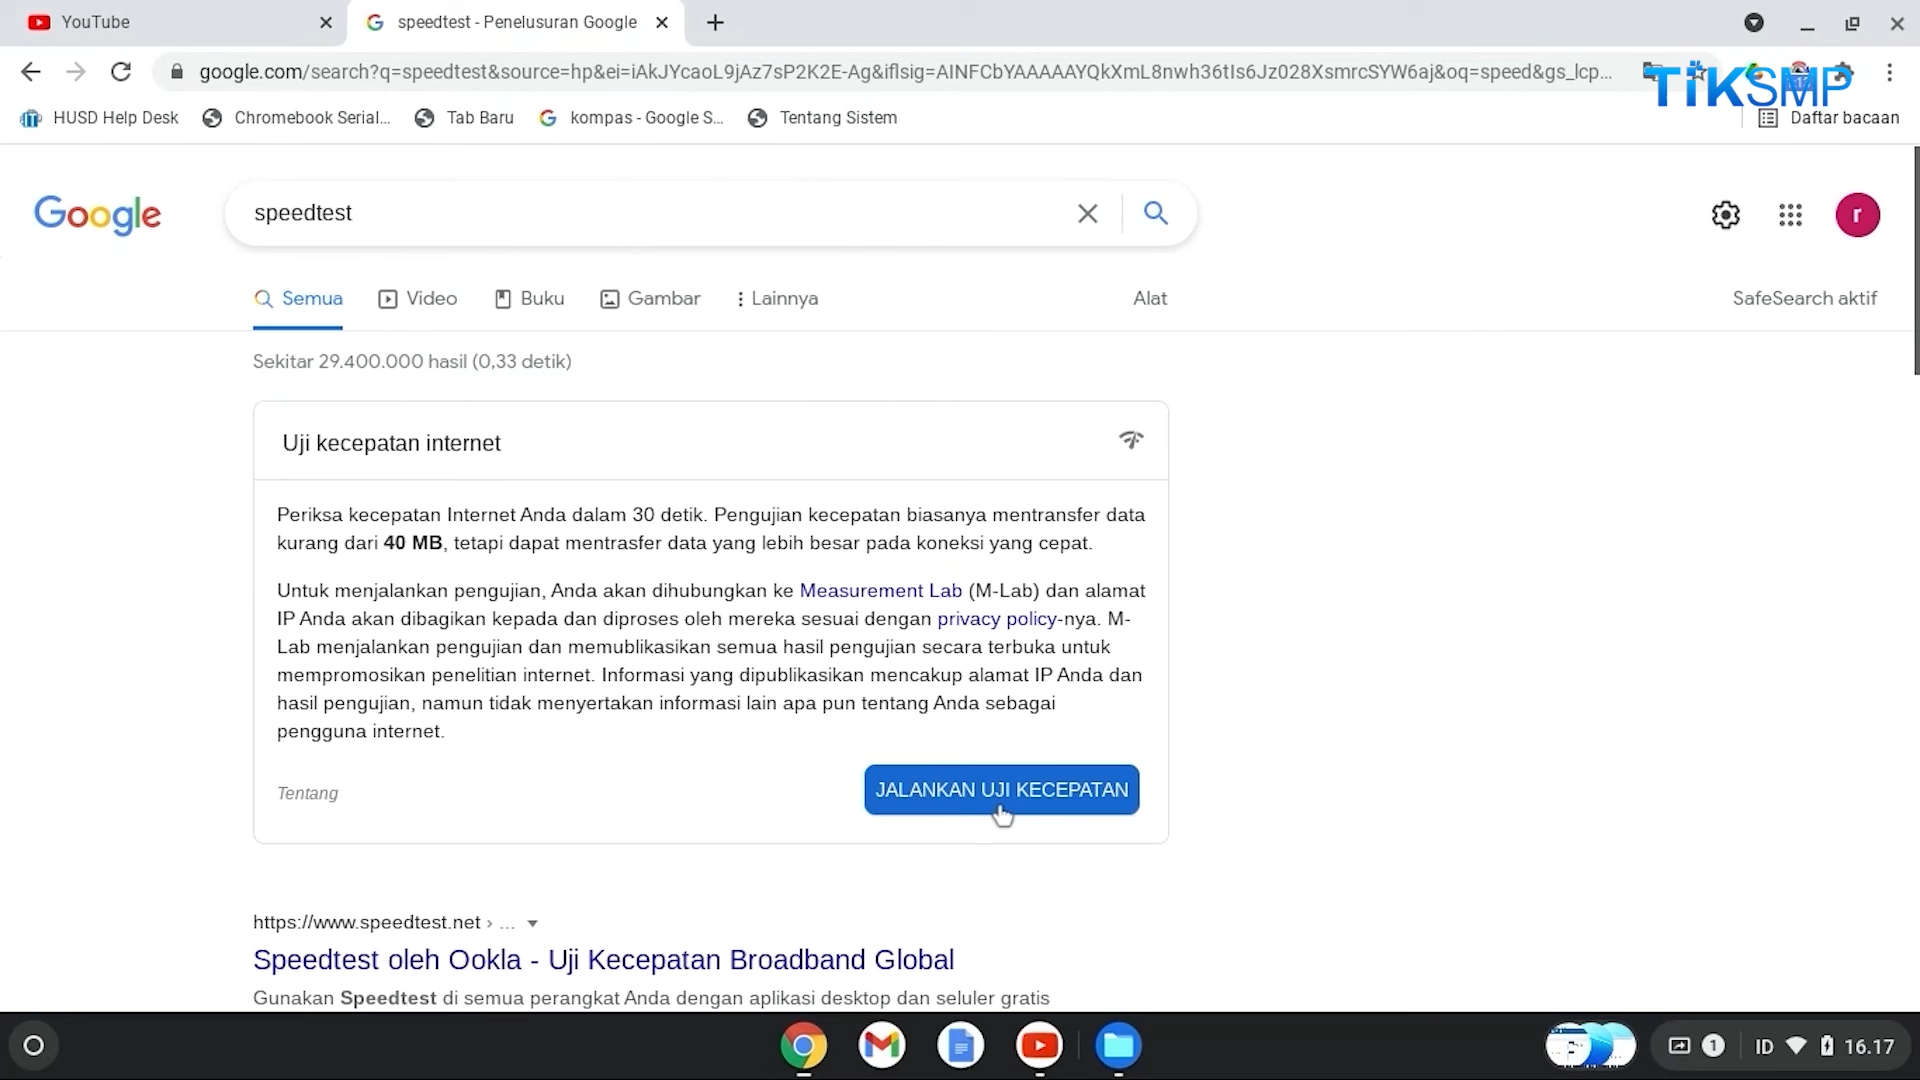 YouTube
speedtest - Penelusuran Google
google.com/search?q=speedtest&source=hp&ei=iAkJYcaoL9jAz7sP2K2E-Ag&iflsig=AINFCbYAAAAAYQkXmL8nwh36tIs6Jz028XsmrcSYW6aj&oq=speed&gs_lcp...
TiKSMP
HUSD Help Desk
Chromebook Serial...
Tab Baru
kompas - Google S...
Tentang Sistem
Daftar bacaan
Google
speedtest
r
Semua
Video
Buku
Gambar
Lainnya
Alat
SafeSearch aktif
Sekitar 29.400.000 hasil (0,33 detik)
Uji kecepatan internet
Periksa kecepatan Internet Anda dalam 30 detik. Pengujian kecepatan biasanya mentransfer data
kurang dari 40 MB, tetapi dapat mentrasfer data yang lebih besar pada koneksi yang cepat.
Untuk menjalankan pengujian, Anda akan dihubungkan ke Measurement Lab (M-Lab) dan alamat
IP Anda akan dibagikan kepada dan diproses oleh mereka sesuai dengan privacy policy-nya. M-
Lab menjalankan pengujian dan memublikasikan semua hasil pengujian secara terbuka untuk
mempromosikan penelitian internet. Informasi yang dipublikasikan mencakup alamat IP Anda dan
hasil pengujian, namun tidak menyertakan informasi lain apa pun tentang Anda sebagai
pengguna internet.
Tentang
JALANKAN UJI KECEPATAN
https://www.speedtest.net › ...
Speedtest oleh Ookla - Uji Kecepatan Broadband Global
Gunakan Speedtest di semua perangkat Anda dengan aplikasi desktop dan seluler gratis
1
ID
16.17